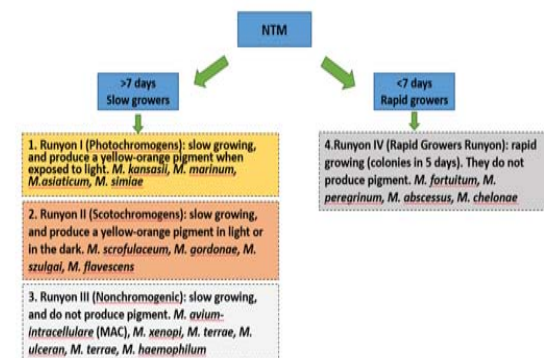 NTM
>7 days
Slow growers
<7 days
Rapid growers
1. Runyon I (Photochromogens): slow growing,
and produce a yellow-orange pigment when
exposed to light. M. kansasii, M. marinum,
M.asiaticum, M. simiae
2. Runyon II (Scotochromogens): slow growing,
and produce a yellow-orange pigment in light or
in the dark. M. scrofulaceum, M. gordonae, M.
szulgai, M. flavescens
3. Runyon III (Nonchromogenic): slow growing,
and do not produce pigment. M. avium-
intracellulare (MAC), M. xenopi, M. terrae, M.
ulceran, M. terrae, M. haemophilum
4.Runyon IV (Rapid Growers Runyon): rapid
growing (colonies in 5 days). They do not
produce pigment. M. fortuitum, M.
peregrinum, M. abscessus, M. chelonae